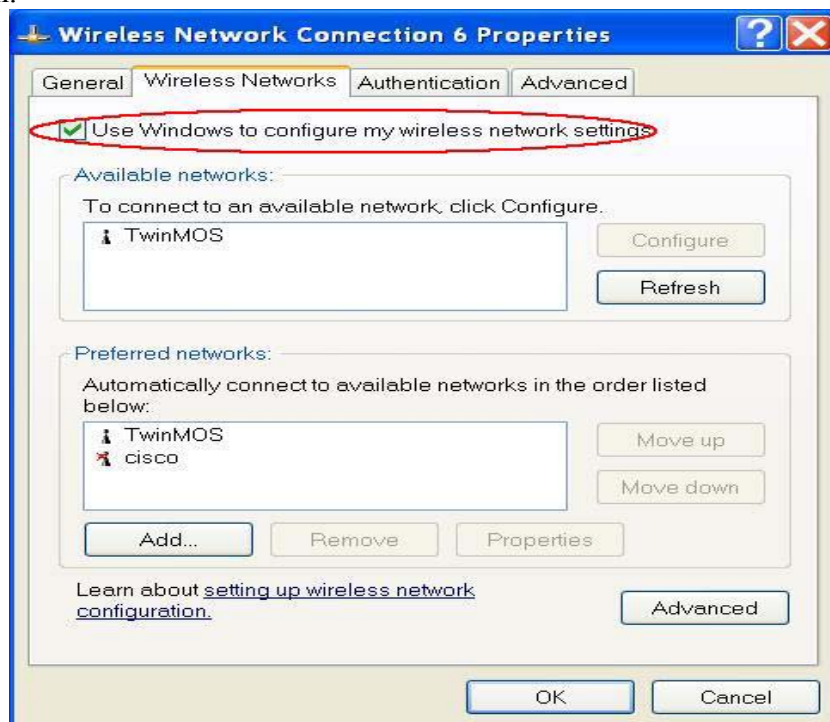 Wireless Network Connection 6 Properties
General Wireless Networks Authentication Advanced
Use Windows to configure my wireless network settings
Available networks:
To connect to an available network, click Configure.
TwinMOS
Configure
Refresh
Preferred networks:
Automatically connect to available networks in the order listed
below:
TwinMOS
cisco
Move up
Move down
Add... Remove Properties
Learn about setting up wireless network
configuration.
Advanced
OK Cancel